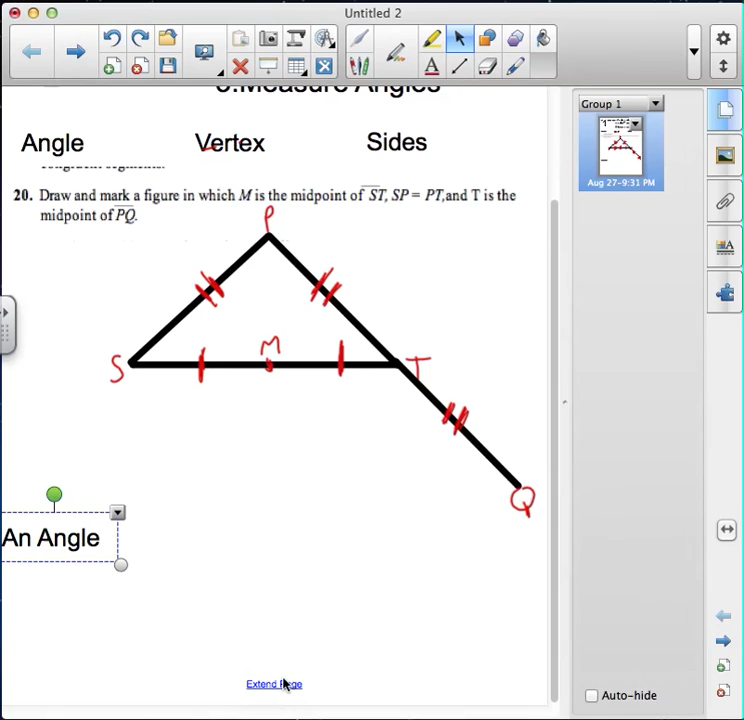 Untitled 2
Group 1
Aug 27-9:31 PM
Angle Vertex Sides
20. Draw and mark a figure in which M is the midpoint of ST, SP = PT,and T is the
midpoint of PQ.
P
M
S
T
Q
An Angle
Extend Page
Auto-hide